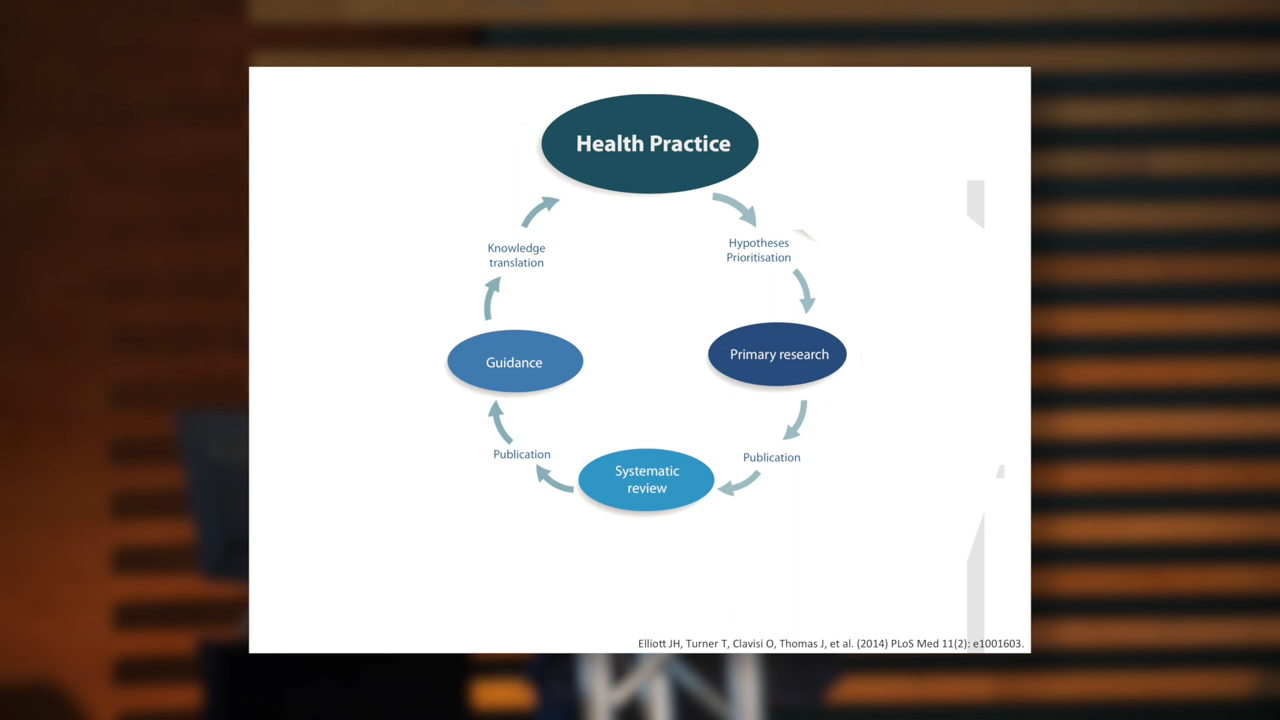 Health Practice
Hypotheses
Prioritisation
Primary research
Publication
Systematic
review
Publication
Guidance
Knowledge
translation
Elliott JH, Turner T, Clavisi O, Thomas J, et al. (2014) PLoS Med 11(2): e1001603.